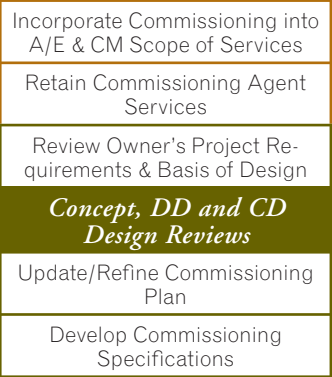 Incorporate Commissioning into
A/E & CM Scope of Services
Retain Commissioning Agent
Services
Review Owner's Project Re-
quirements & Basis of Design
Concept, DD and CD
Design Reviews
Update/Refine Commissioning
Plan
Develop Commissioning
Specifications